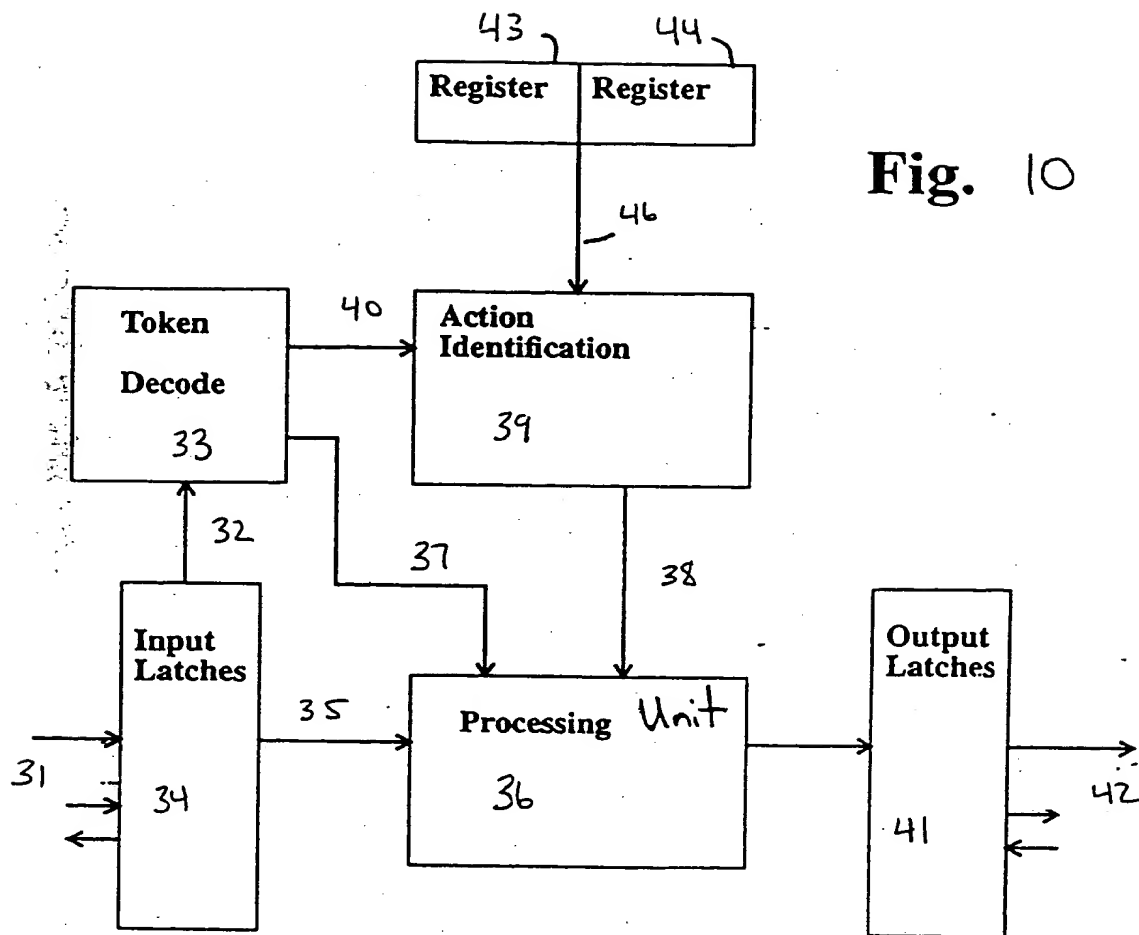 43
44
Register
Register
Fig. 10
46
Token
Decode
33
40
Action
Identification
39
32
37
38
Input
Latches
34
35
Processing Unit
36
Output
Latches
41
31
42